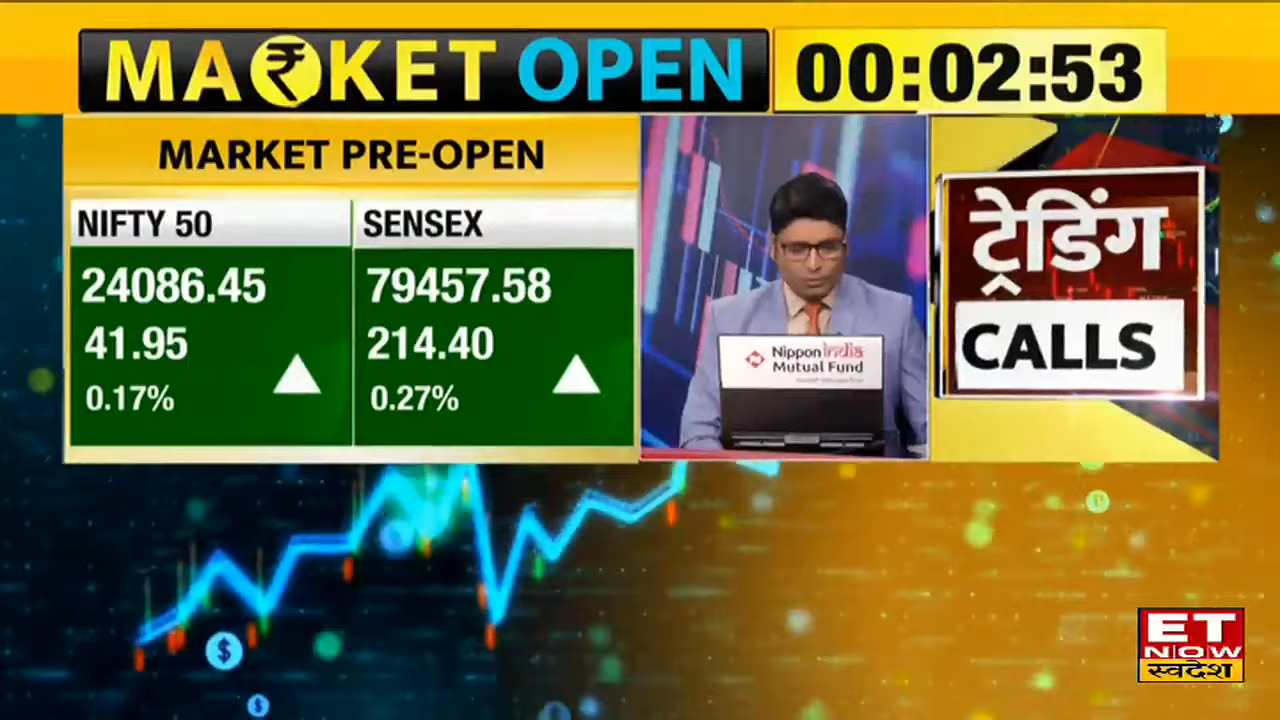 MA₹KET OPEN
00:02:53
MARKET PRE-OPEN
NIFTY 50
24086.45
41.95
0.17%
SENSEX
79457.58
214.40
0.27%
Nippon India
Mutual Fund
ट्रेडिंग
CALLS
$
$
ET
NOW
स्वदेश